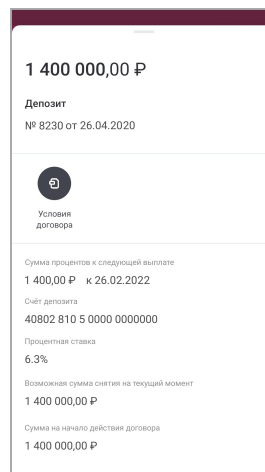 1 400 000,00 ₽
Депозит
№ 8230 от 26.04.2020
Условия
договора
Сумма процентов к следующей выплате
1 400,00 ₽ к 26.02.2022
Счёт депозита
40802 810 5 0000 0000000
Процентная ставка
6.3%
Возможная сумма снятия на текущий момент
1 400 000,00 ₽
Сумма на начало действия договора
1 400 000,00 ₽